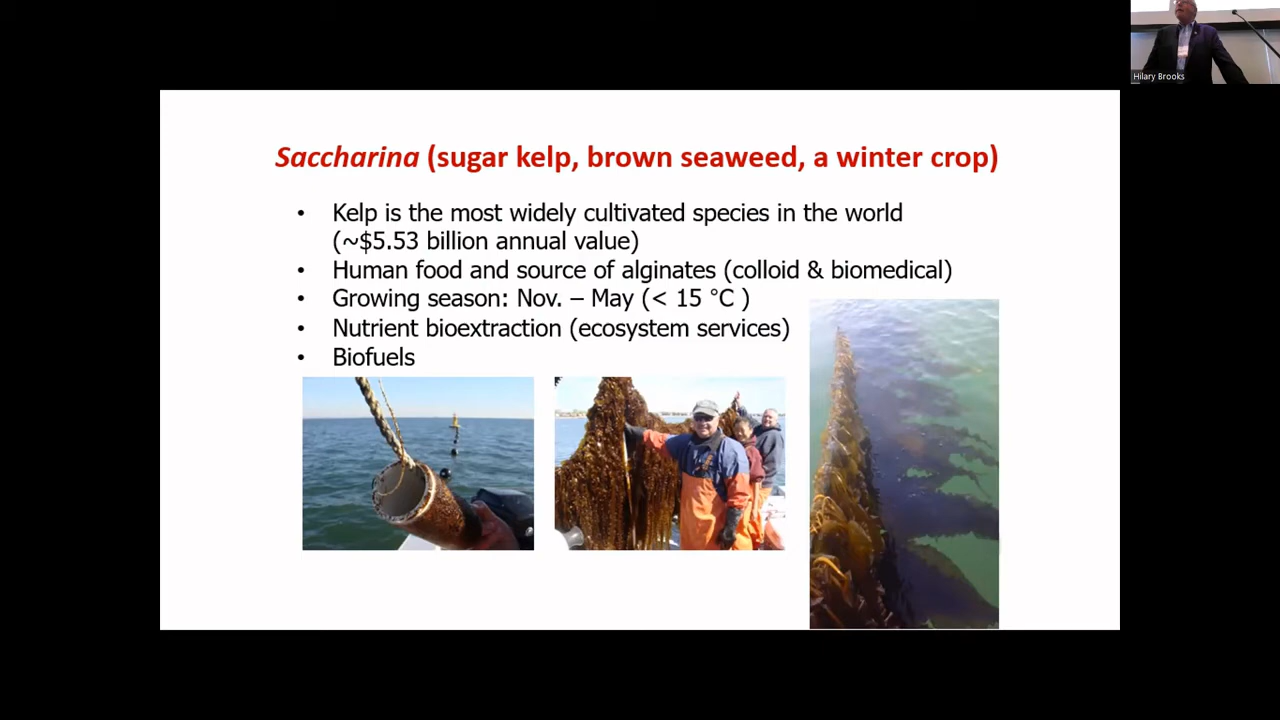 Hilary Brooks
Saccharina (sugar kelp, brown seaweed, a winter crop)
• Kelp is the most widely cultivated species in the world
(~$5.53 billion annual value)
• Human food and source of alginates (colloid & biomedical)
• Growing season: Nov. – May (< 15 °C )
• Nutrient bioextraction (ecosystem services)
• Biofuels